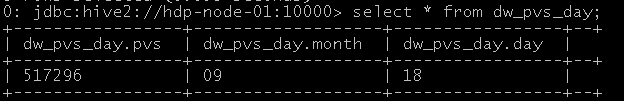 0: jdbc:hive2://hdp-node-01:10000> select * from dw_pvs_day;
+-----------------+-------------------+-----------------+--+
| dw_pvs_day.pvs  | dw_pvs_day.month  | dw_pvs_day.day  |
+-----------------+-------------------+-----------------+--+
| 517296          | 09                | 18              |
+-----------------+-------------------+-----------------+--+